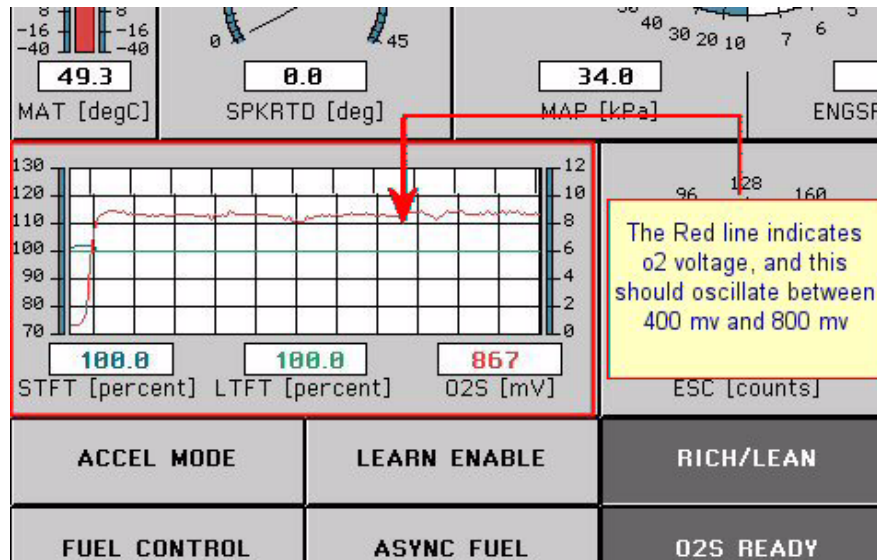 8 8
-16 -16
-40 -40
0 45
40 30 20 10 7 6 5
49.3 0.0 34.0
MAT [degC] SPKRTD [deg] MAP [kPa] ENGSP
130 12
120 10
110 8
100 6
90 4
80 2
70 0
96 128 160
The Red line indicates
o2 voltage, and this
should oscillate between
400 mv and 800 mv
100.0 100.0 867
STFT [percent] LTFT [percent] O2S [mV] ESC [counts]
ACCEL MODE LEARN ENABLE RICH/LEAN
FUEL CONTROL ASYNC FUEL O2S READY